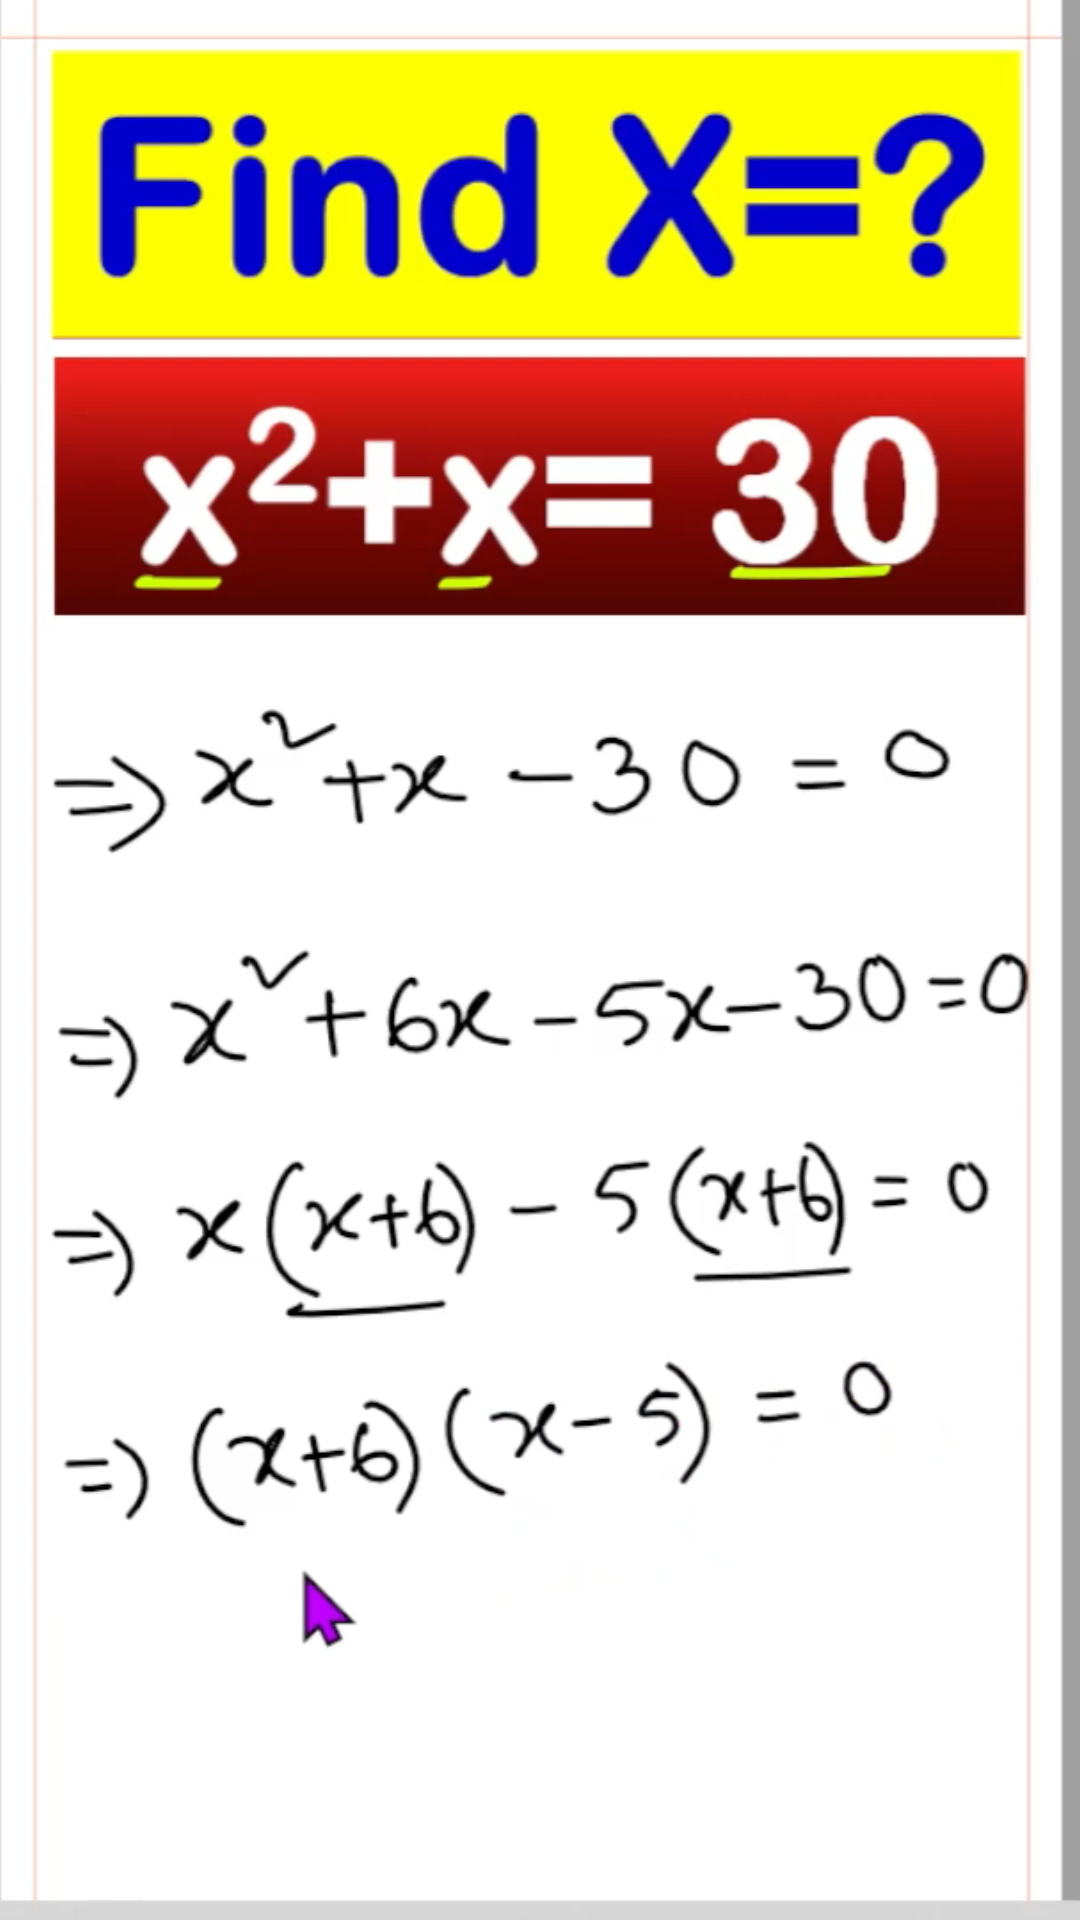 Find X=?
x²+x= 30
⇒ x²+x-30 = 0
⇒ x²+6x-5x-30=0
⇒ x(x+6)-5(x+6)=0
⇒ (x+6)(x-5)=0